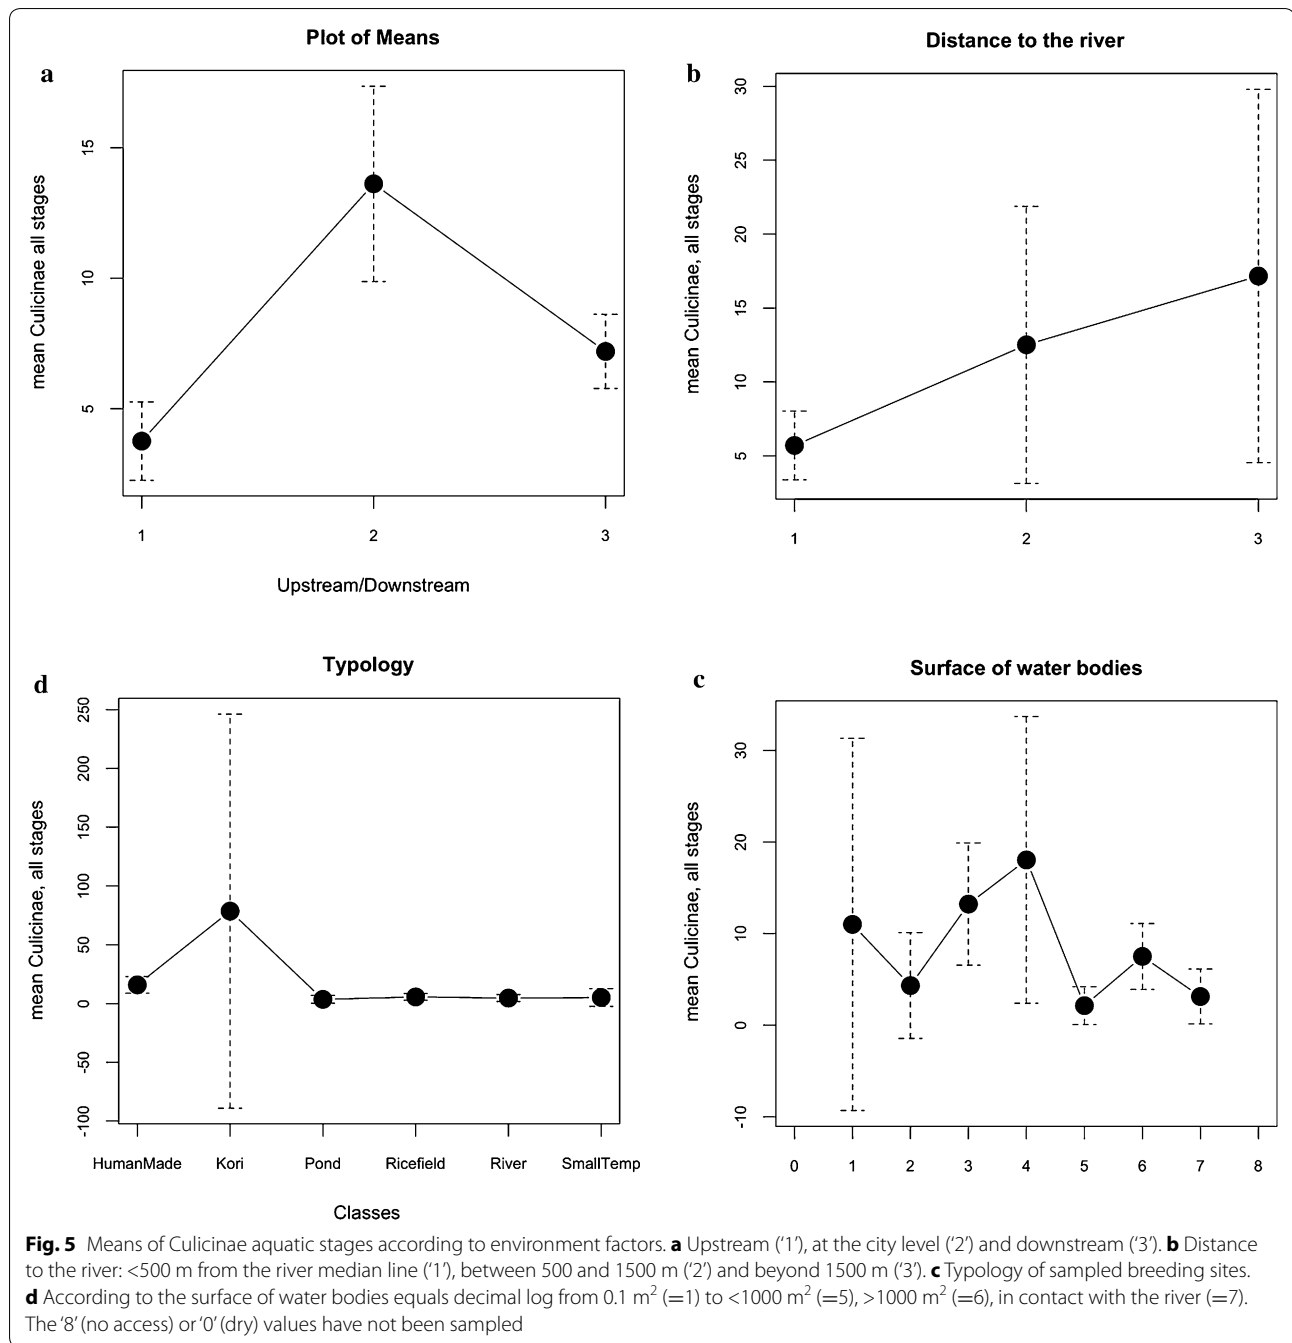 Plot of Means
a
mean Culicinae all stages
15
10
5
1 2 3
Upstream/Downstream
Distance to the river
b
mean Culicinae, all stages
30
25
20
15
10
5
1 2 3
Typology
d
mean Culicinae, all stages
250
200
150
100
50
0
-50
-100
HumanMade Kori Pond Ricefield River SmallTemp
Classes
Surface of water bodies
c
mean Culicinae, all stages
30
20
10
0
-10
0 1 2 3 4 5 6 7 8
Fig. 5 Means of Culicinae aquatic stages according to environment factors. a Upstream (‘1’), at the city level (‘2’) and downstream (‘3’). b Distance
to the river: <500 m from the river median line (‘1’), between 500 and 1500 m (‘2’) and beyond 1500 m (‘3’). c Typology of sampled breeding sites.
d According to the surface of water bodies equals decimal log from 0.1 m² (=1) to <1000 m² (=5), >1000 m² (=6), in contact with the river (=7).
The ‘8’ (no access) or ‘0’ (dry) values have not been sampled